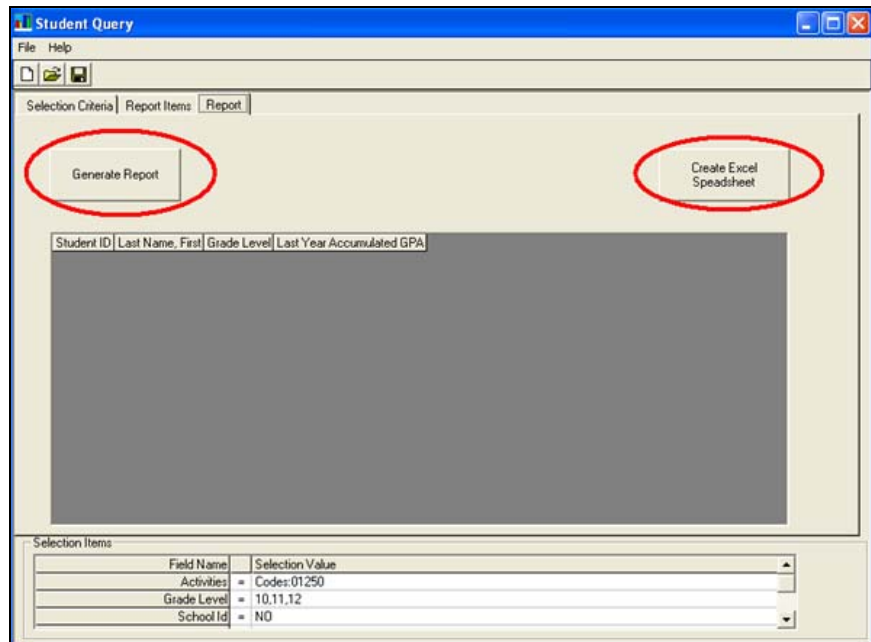 Student Query
File Help
Selection Criteria Report Items Report
Generate Report
Create Excel
Speadsheet
Student ID Last Name, First Grade Level Last Year Accumulated GPA
Selection Items
Field Name Selection Value
Activities = Codes:01250
Grade Level = 10,11,12
School Id = NO